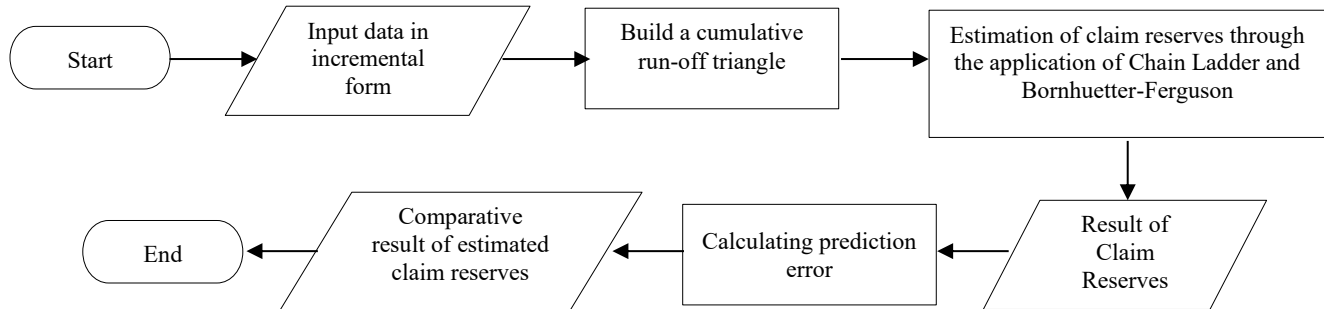 Start
Input data in
incremental
form
Build a cumulative
run-off triangle
Estimation of claim reserves through
the application of Chain Ladder and
Bornhuetter-Ferguson
Result of
Claim
Reserves
Calculating prediction
error
Comparative
result of estimated
claim reserves
End